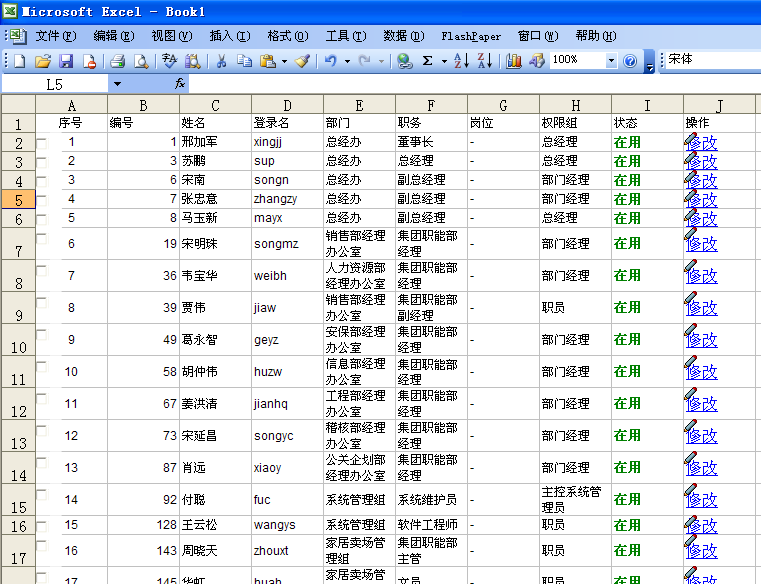 Microsoft Excel - Book1
文件(F) 编辑(E) 视图(V) 插入(I) 格式(O) 工具(T) 数据(D) FlashPaper 窗口(W) 帮助(H)
100% 宋体
L5 fx
A B C D E F G H I J
1 序号 编号 姓名 登录名 部门 职务 岗位 权限组 状态 操作
2 1 1 邢加军 xingjj 总经办 董事长 - 总经理 在用 修改
3 2 3 苏鹏 sup 总经办 总经理 - 总经理 在用 修改
4 3 6 宋南 songn 总经办 副总经理 - 部门经理 在用 修改
5 4 7 张忠意 zhangzy 总经办 副总经理 - 部门经理 在用 修改
6 5 8 马玉新 mayx 总经办 副总经理 - 总经理 在用 修改
7 6 19 宋明珠 songmz 销售部经理办公室 集团职能部经理 - 部门经理 在用 修改
8 7 36 韦宝华 weibh 人力资源部经理办公室 集团职能部经理 - 部门经理 在用 修改
9 8 39 贾伟 jiaw 销售部经理办公室 集团职能部副经理 - 职员 在用 修改
10 9 49 葛永智 geyz 安保部经理办公室 集团职能部经理 - 部门经理 在用 修改
11 10 58 胡仲伟 huzw 信息部经理办公室 集团职能部经理 - 部门经理 在用 修改
12 11 67 姜洪清 jianhq 工程部经理办公室 集团职能部经理 - 部门经理 在用 修改
13 12 73 宋延昌 songyc 稽核部经理办公室 集团职能部经理 - 部门经理 在用 修改
14 13 87 肖远 xiaoy 公关企划部经理办公室 集团职能部经理 - 部门经理 在用 修改
15 14 92 付聪 fuc 系统管理组 系统维护员 - 主控系统管理员 在用 修改
16 15 128 王云松 wangys 系统管理组 软件工程师 - 职员 在用 修改
17 16 143 周晓天 zhouxt 家居卖场管理组 集团职能部主管 - 职员 在用 修改
17 145 华虹 huah 家居卖场管 文员 - 职员 在用 修改